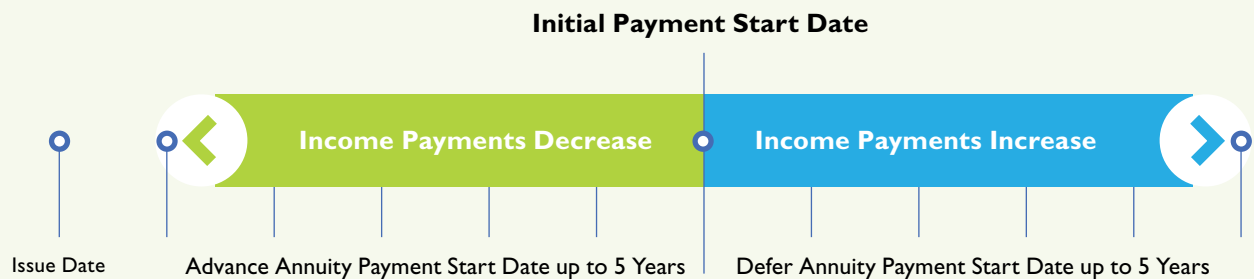 Initial Payment Start Date
Income Payments Decrease
Income Payments Increase
Issue Date
Advance Annuity Payment Start Date up to 5 Years
Defer Annuity Payment Start Date up to 5 Years